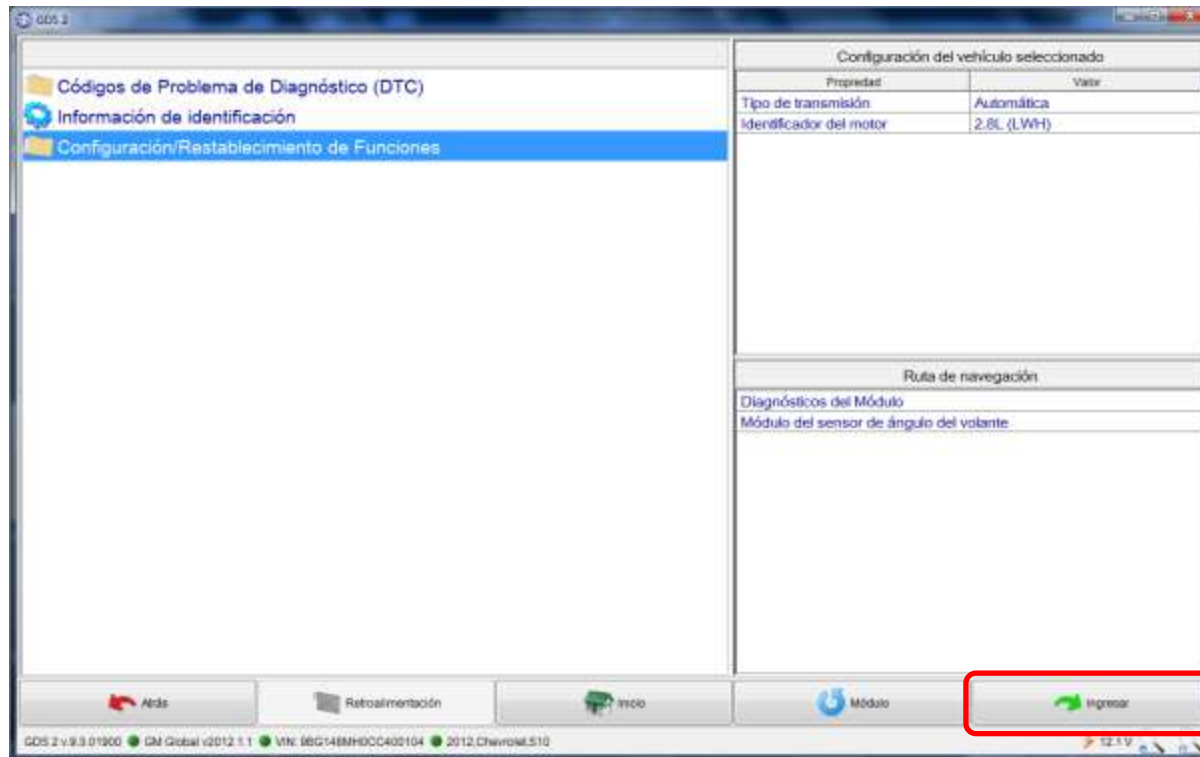 GDS 2
Códigos de Problema de Diagnóstico (DTC)
Información de identificación
Configuración/Restablecimiento de Funciones
Configuración del vehículo seleccionado
Propiedad Valor
Tipo de transmisión Automática
Identificador del motor 2.8L (LWH)
Ruta de navegación
Diagnósticos del Módulo
Módulo del sensor de ángulo del volante
Atrás Retroalimentación Inicio Módulo Ingresar
GDS 2 v.9.3.01900 GM Global v2012.1.1 VIN: 2012,Chevrolet,S10 12.1 V